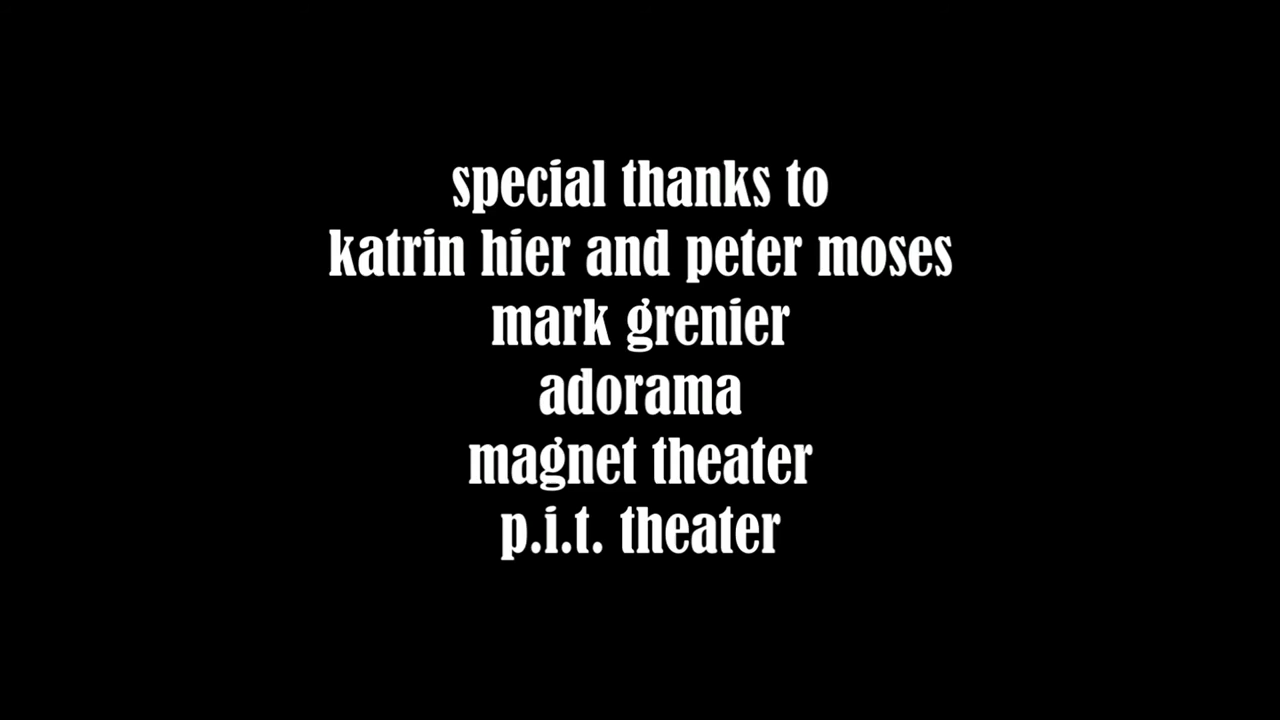 special thanks to
katrin hier and peter moses
mark grenier
adorama
magnet theater
p.i.t. theater